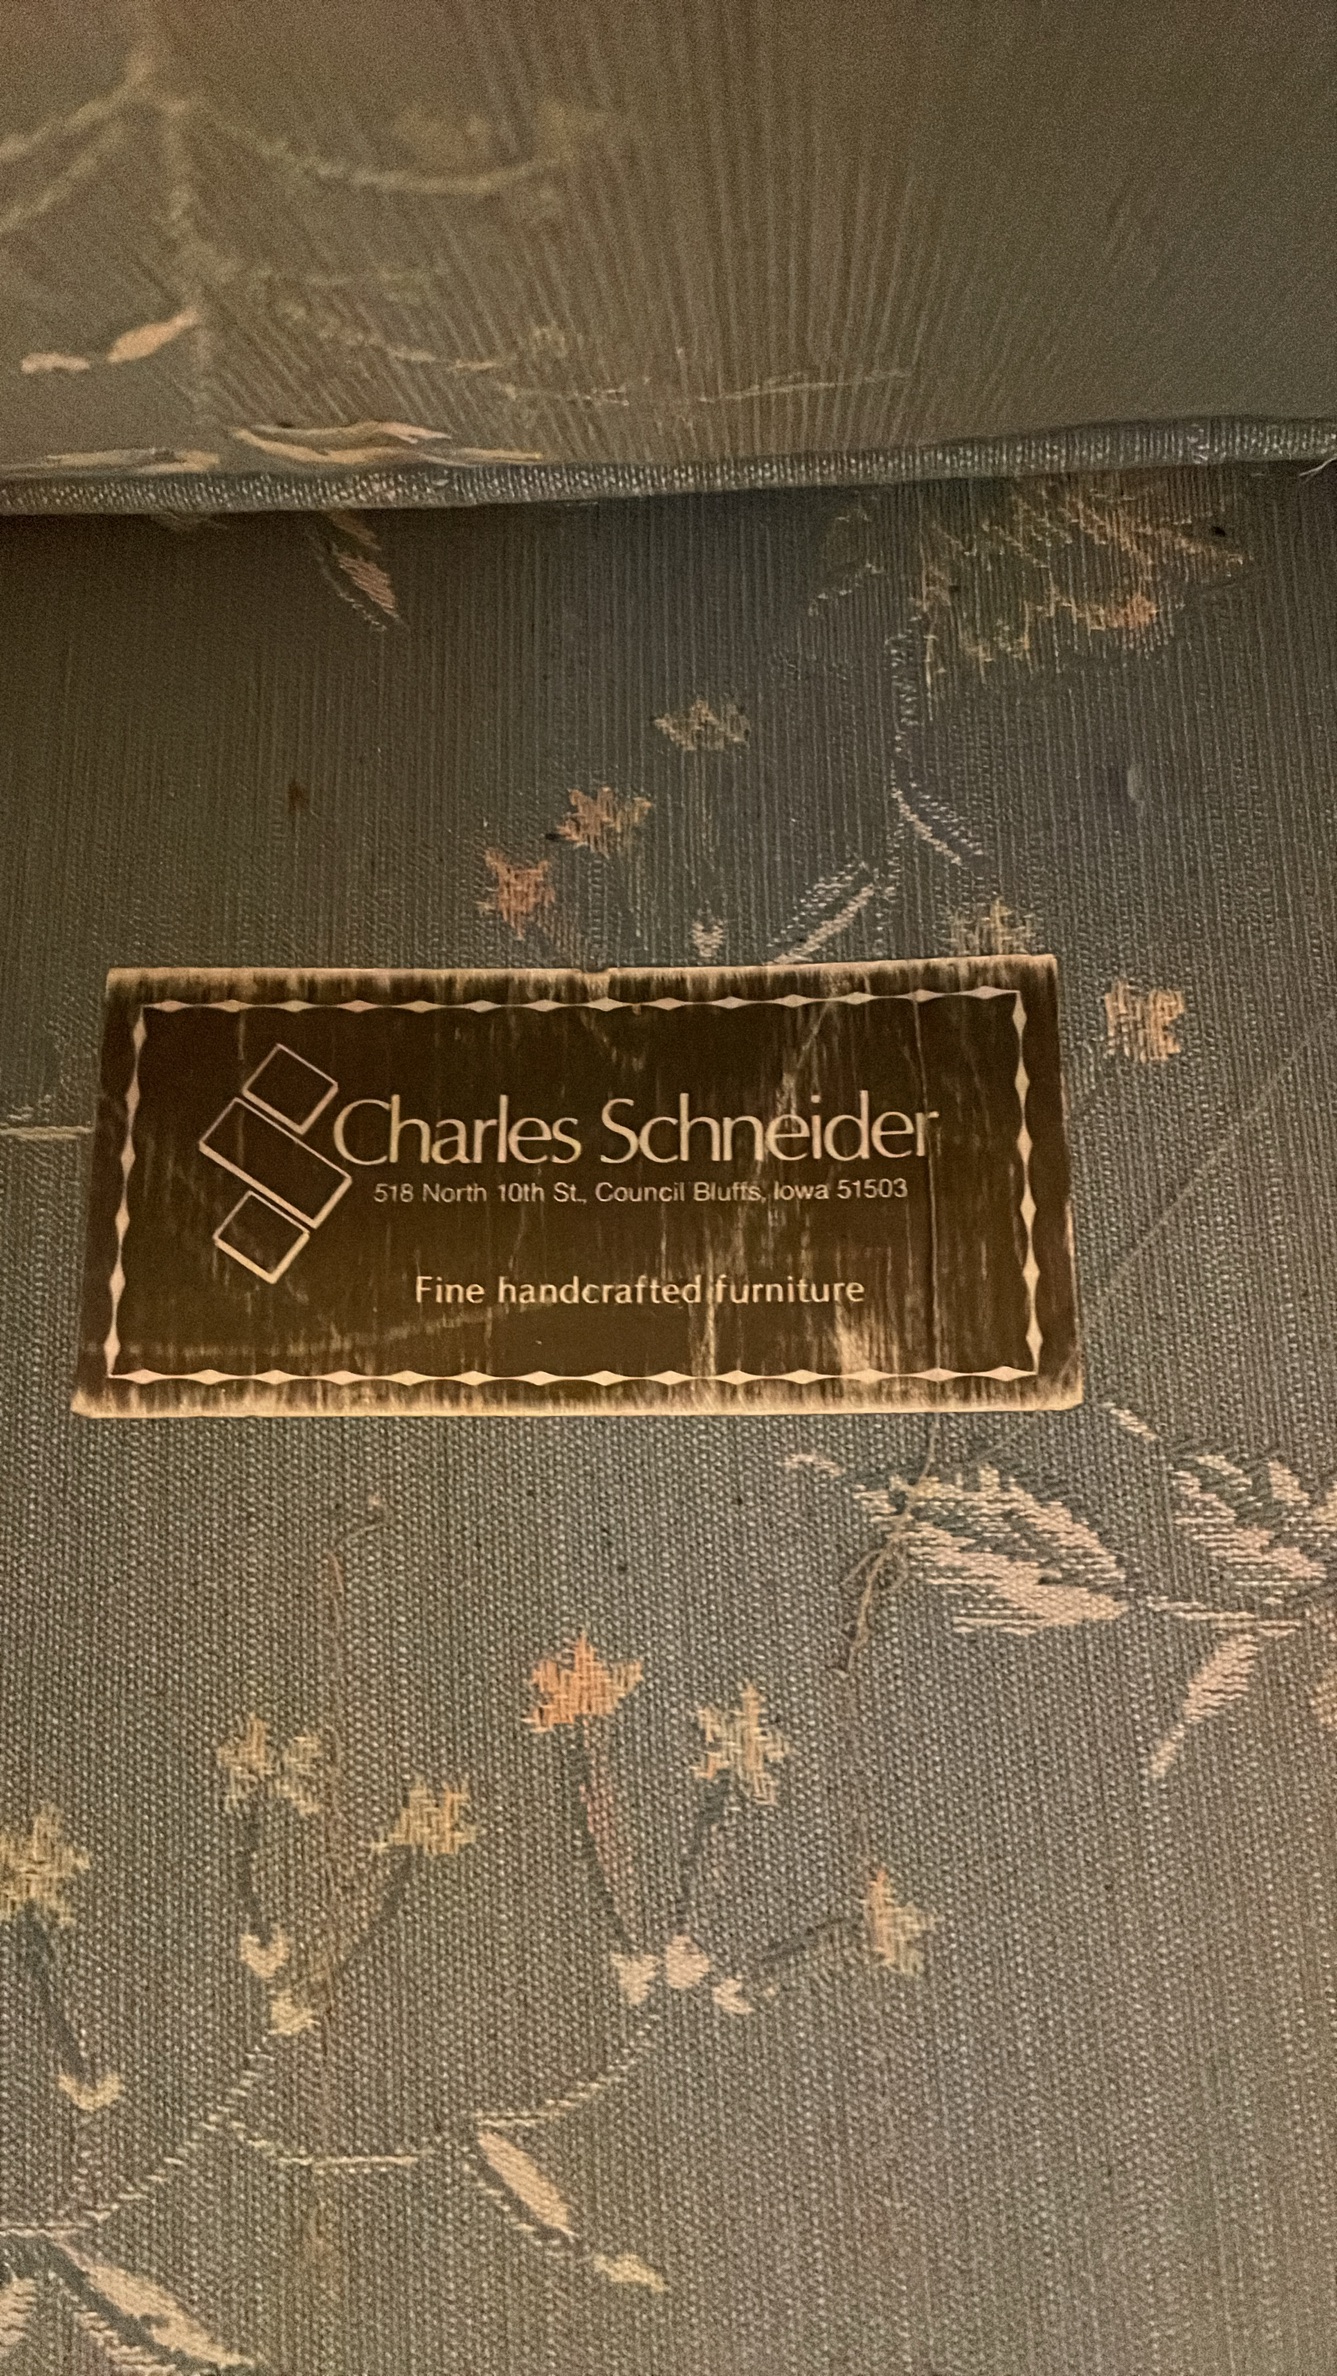 Charles Schneider
518 North 10th St., Council Bluffs, Iowa 51503
Fine handcrafted furniture